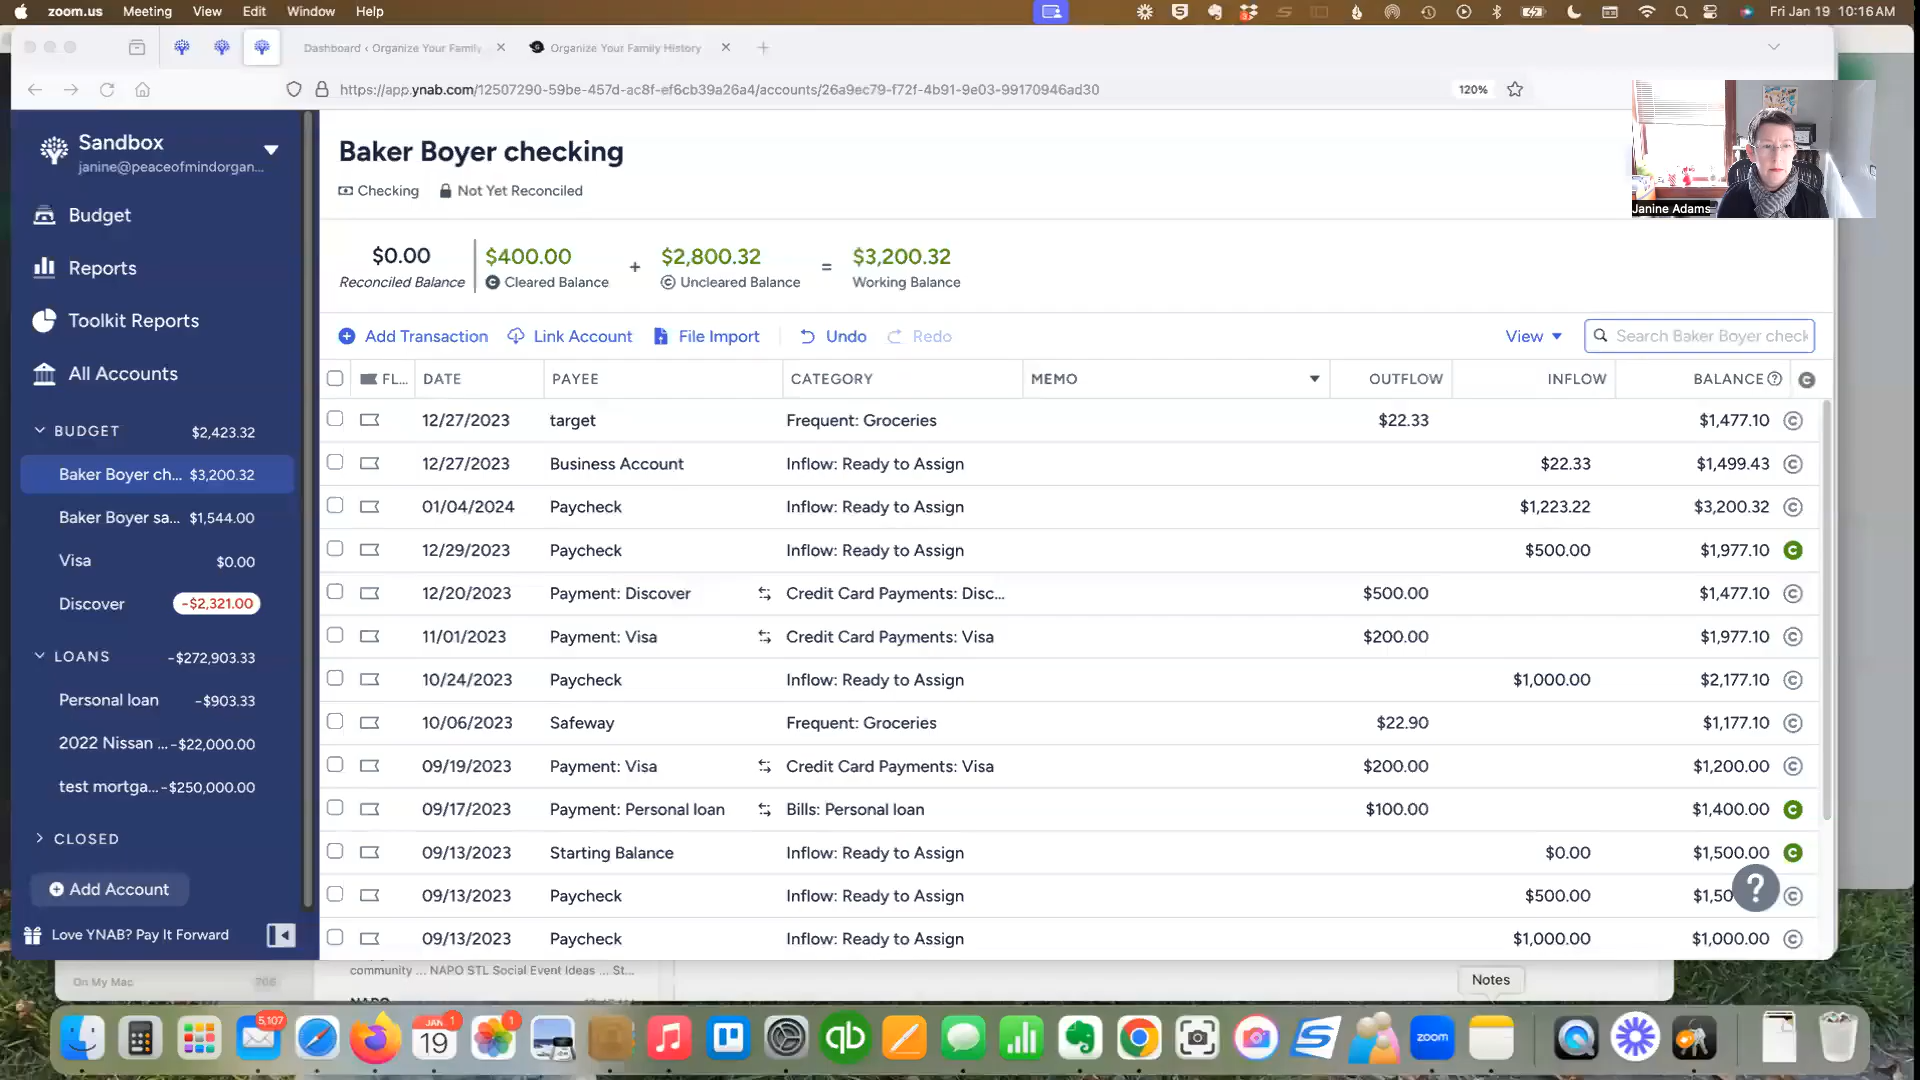 zoom.us Meeting View Edit Window Help Fri Jan 19 10:16 AM
Dashboard ‹ Organize Your Family Organize Your Family History
https://app.ynab.com/12507290-59be-457d-ac8f-ef6cb39a26a4/accounts/26a9ec79-f72f-4b91-9e03-99170946ad30 120%
Sandbox
janine@peaceofmindorgan...
Budget
Reports
Toolkit Reports
All Accounts
BUDGET $2,423.32
Baker Boyer ch... $3,200.32
Baker Boyer sa... $1,544.00
Visa $0.00
Discover -$2,321.00
LOANS -$272,903.33
Personal loan -$903.33
2022 Nissan ... -$22,000.00
test mortga... -$250,000.00
CLOSED
Add Account
Love YNAB? Pay It Forward
Baker Boyer checking
Checking Not Yet Reconciled
Janine Adams
$0.00 $400.00 + $2,800.32 = $3,200.32
Reconciled Balance C Cleared Balance C Uncleared Balance Working Balance
Add Transaction Link Account File Import Undo Redo View Search Baker Boyer check
FL... DATE PAYEE CATEGORY MEMO OUTFLOW INFLOW BALANCE ? C
12/27/2023 target Frequent: Groceries $22.33 $1,477.10 C
12/27/2023 Business Account Inflow: Ready to Assign $22.33 $1,499.43 C
01/04/2024 Paycheck Inflow: Ready to Assign $1,223.22 $3,200.32 C
12/29/2023 Paycheck Inflow: Ready to Assign $500.00 $1,977.10 C
12/20/2023 Payment: Discover Credit Card Payments: Disc... $500.00 $1,477.10 C
11/01/2023 Payment: Visa Credit Card Payments: Visa $200.00 $1,977.10 C
10/24/2023 Paycheck Inflow: Ready to Assign $1,000.00 $2,177.10 C
10/06/2023 Safeway Frequent: Groceries $22.90 $1,177.10 C
09/19/2023 Payment: Visa Credit Card Payments: Visa $200.00 $1,200.00 C
09/17/2023 Payment: Personal loan Bills: Personal loan $100.00 $1,400.00 C
09/13/2023 Starting Balance Inflow: Ready to Assign $0.00 $1,500.00 C
09/13/2023 Paycheck Inflow: Ready to Assign $500.00 $1,50 ? C
09/13/2023 Paycheck Inflow: Ready to Assign $1,000.00 $1,000.00 C
community ... NAPO STL Social Event Ideas ... St...
On My Mac 706
NAPO
Notes
5,107
JAN 1
19
1
qb
zoom